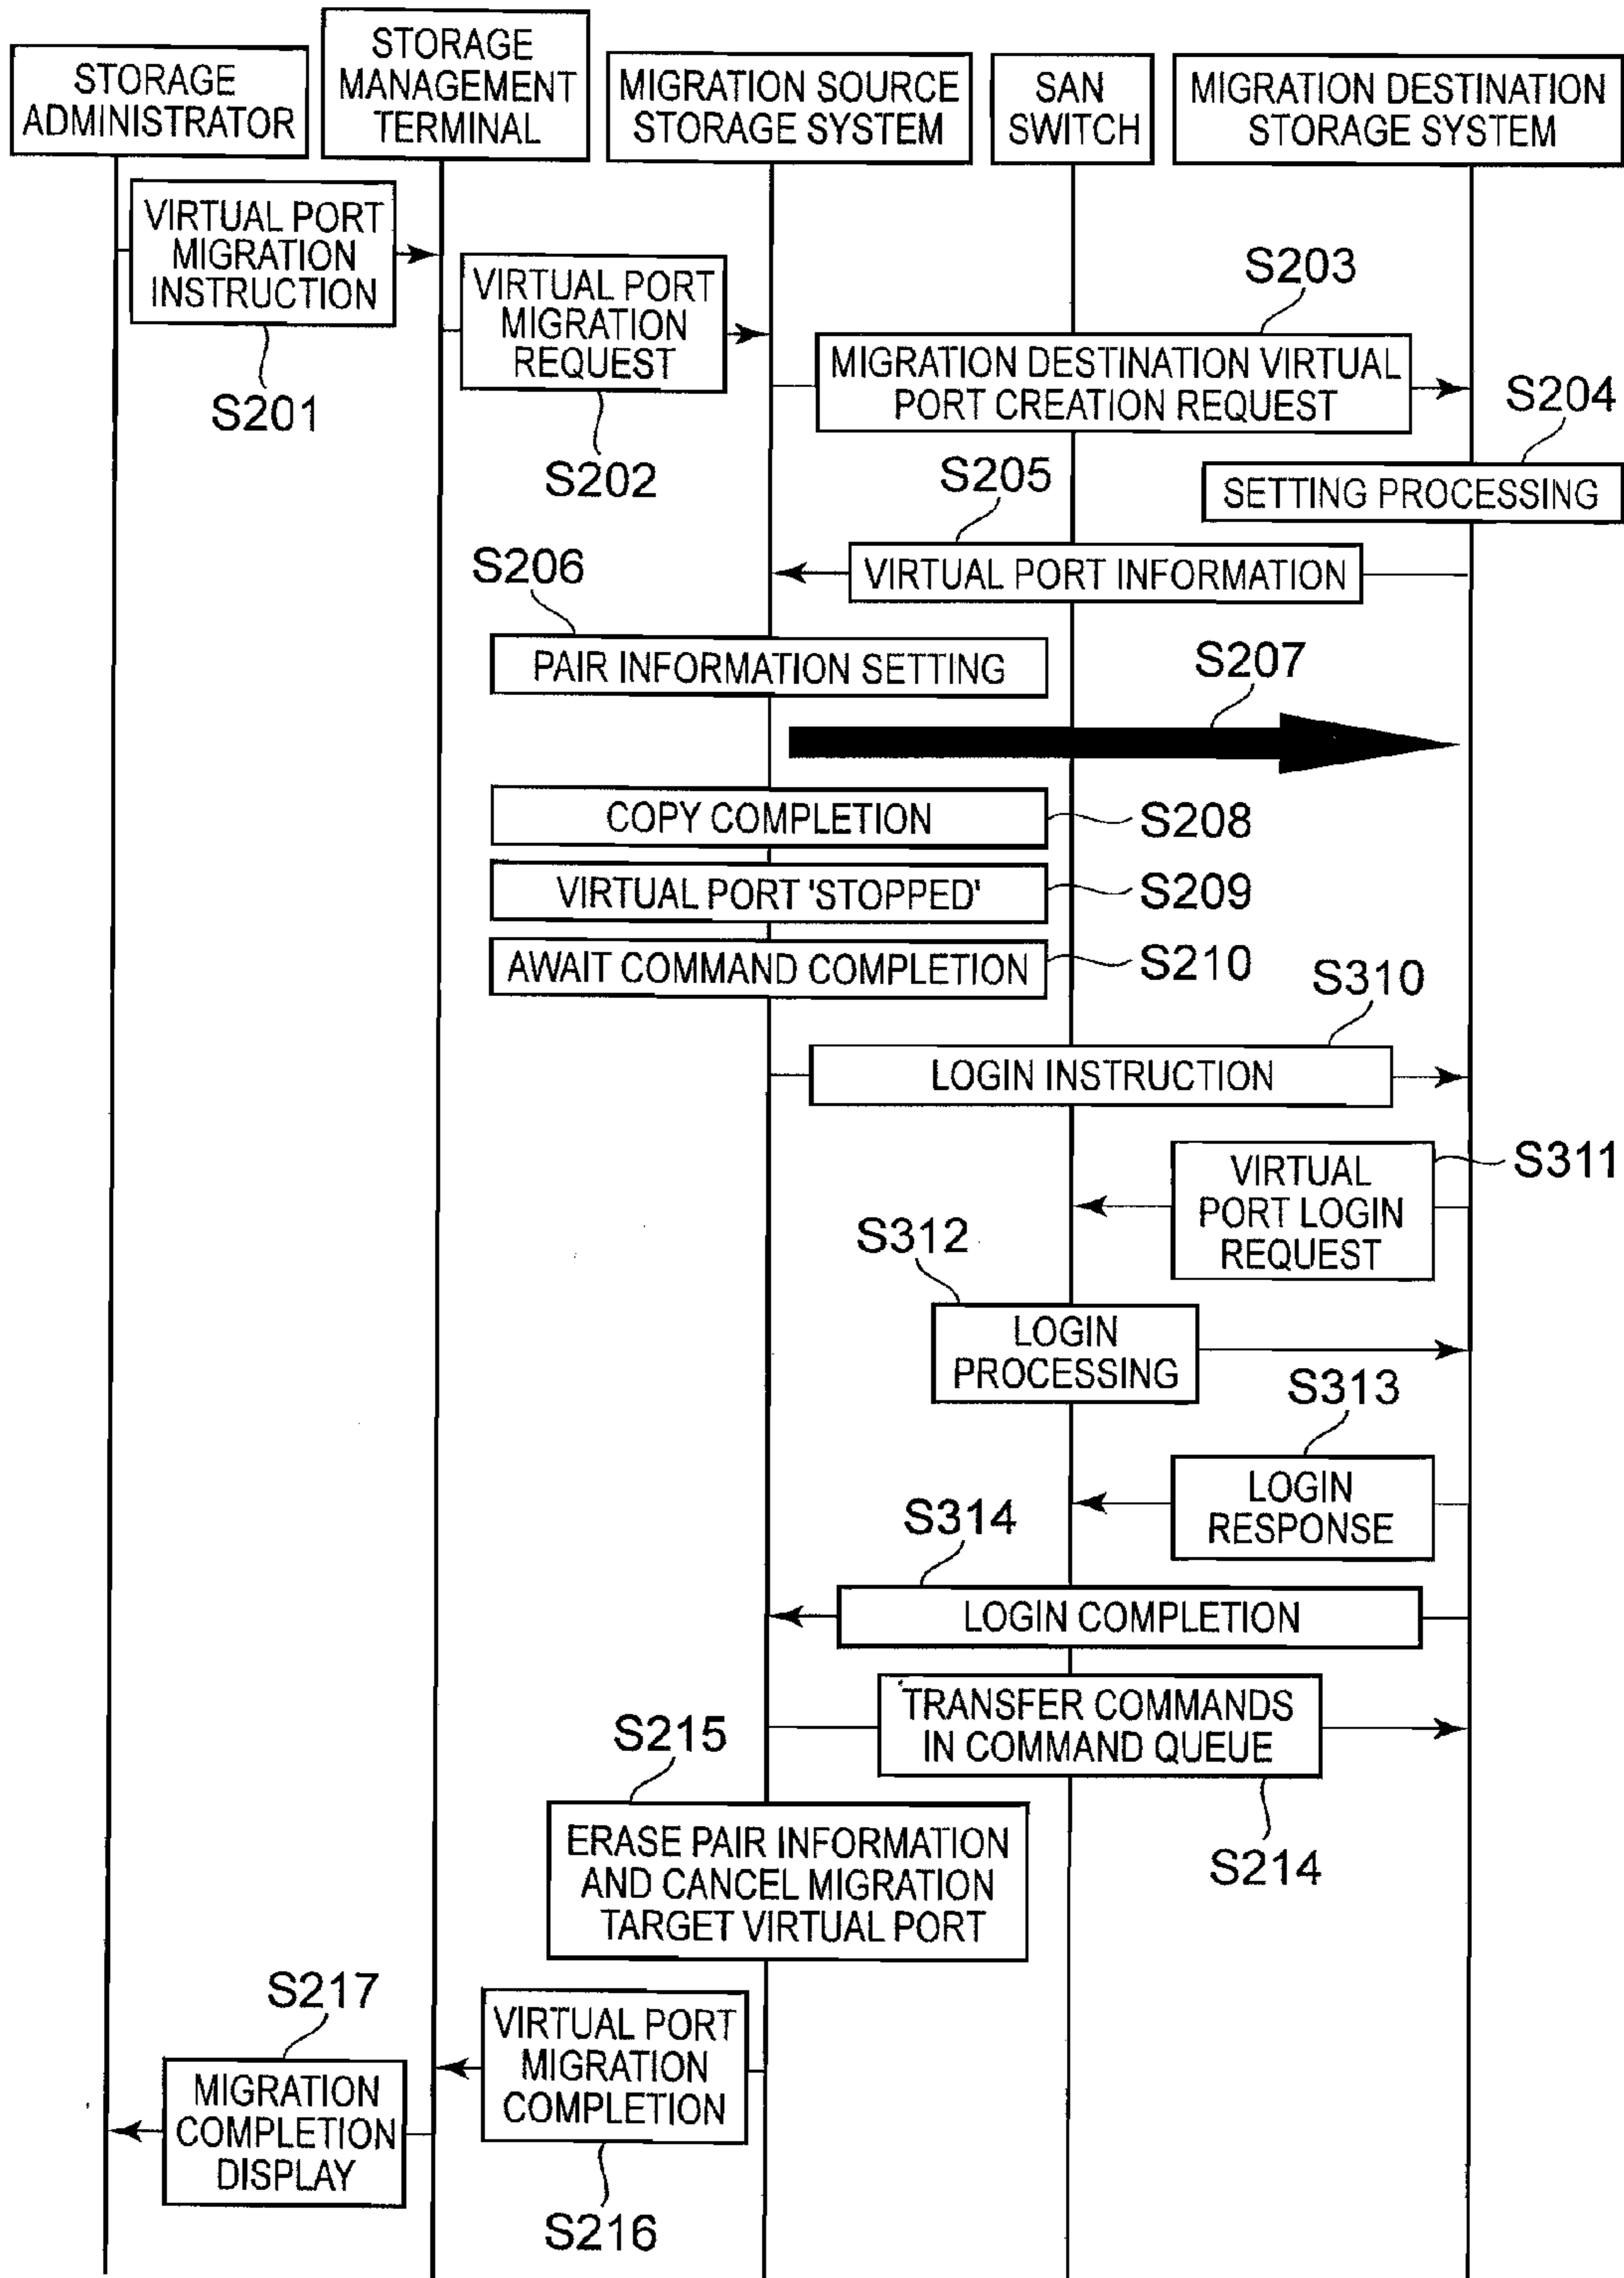 STORAGE
ADMINISTRATOR
STORAGE
MANAGEMENT
TERMINAL
MIGRATION SOURCE
STORAGE SYSTEM
SAN
SWITCH
MIGRATION DESTINATION
STORAGE SYSTEM
VIRTUAL PORT
MIGRATION
INSTRUCTION
S201
VIRTUAL PORT
MIGRATION
REQUEST
S202
S203
MIGRATION DESTINATION VIRTUAL
PORT CREATION REQUEST
S204
SETTING PROCESSING
S205
VIRTUAL PORT INFORMATION
S206
PAIR INFORMATION SETTING
S207
COPY COMPLETION
S208
VIRTUAL PORT 'STOPPED'
S209
AWAIT COMMAND COMPLETION
S210
S310
LOGIN INSTRUCTION
VIRTUAL
PORT LOGIN
REQUEST
S311
S312
LOGIN
PROCESSING
S313
LOGIN
RESPONSE
S314
LOGIN COMPLETION
TRANSFER COMMANDS
IN COMMAND QUEUE
S214
S215
ERASE PAIR INFORMATION
AND CANCEL MIGRATION
TARGET VIRTUAL PORT
VIRTUAL PORT
MIGRATION
COMPLETION
S216
S217
MIGRATION
COMPLETION
DISPLAY